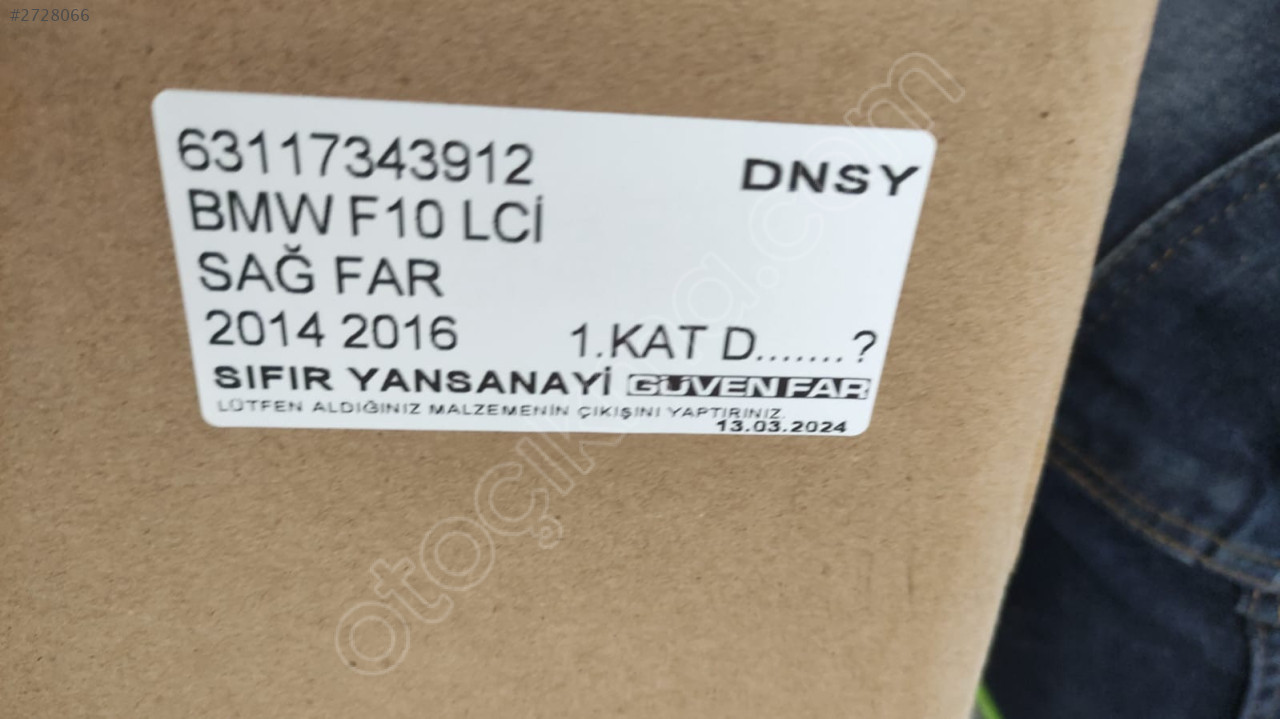 #2728066
63117343912
DNSY
BMW F10 LCİ
SAĞ FAR
2014 2016
1.KAT D.......?
SIFIR YANSANAYİ GÜVEN FAR
LÜTFEN ALDIĞINIZ MALZEMENİN ÇIKIŞINI YAPTIRINIZ.
13.03.2024
otoçıkma.com